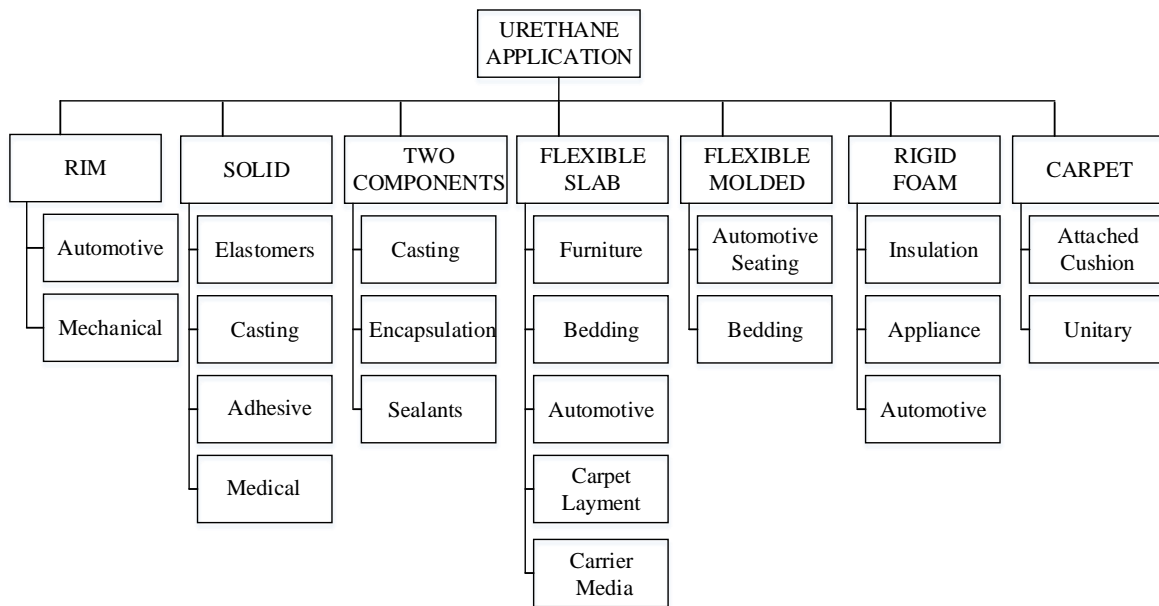 URETHANE
APPLICATION
RIM
SOLID
TWO
COMPONENTS
FLEXIBLE
SLAB
FLEXIBLE
MOLDED
RIGID
FOAM
CARPET
Automotive
Mechanical
Elastomers
Casting
Adhesive
Medical
Casting
Encapsulation
Sealants
Furniture
Bedding
Automotive
Carpet
Layment
Carrier
Media
Automotive
Seating
Bedding
Insulation
Appliance
Automotive
Attached
Cushion
Unitary